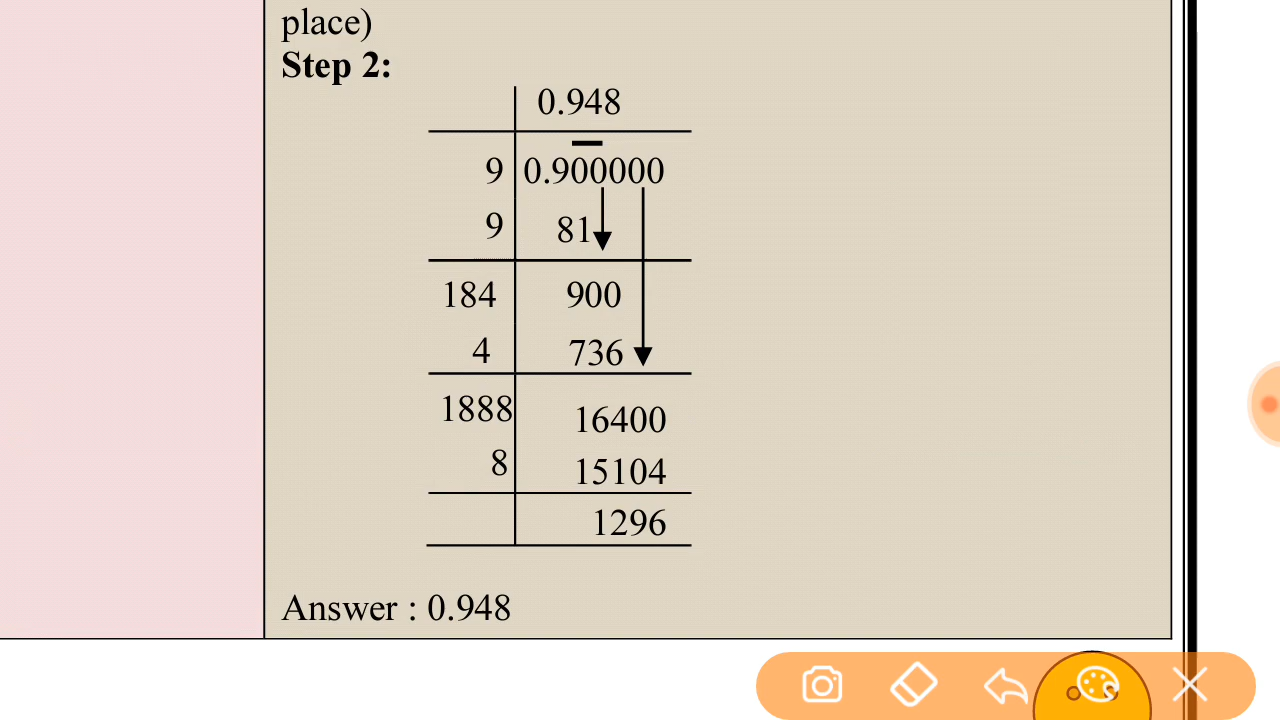 place)
Step 2:
0.948
9 0.900000
9 81
184 900
4 736
1888 16400
8 15104
1296
Answer : 0.948